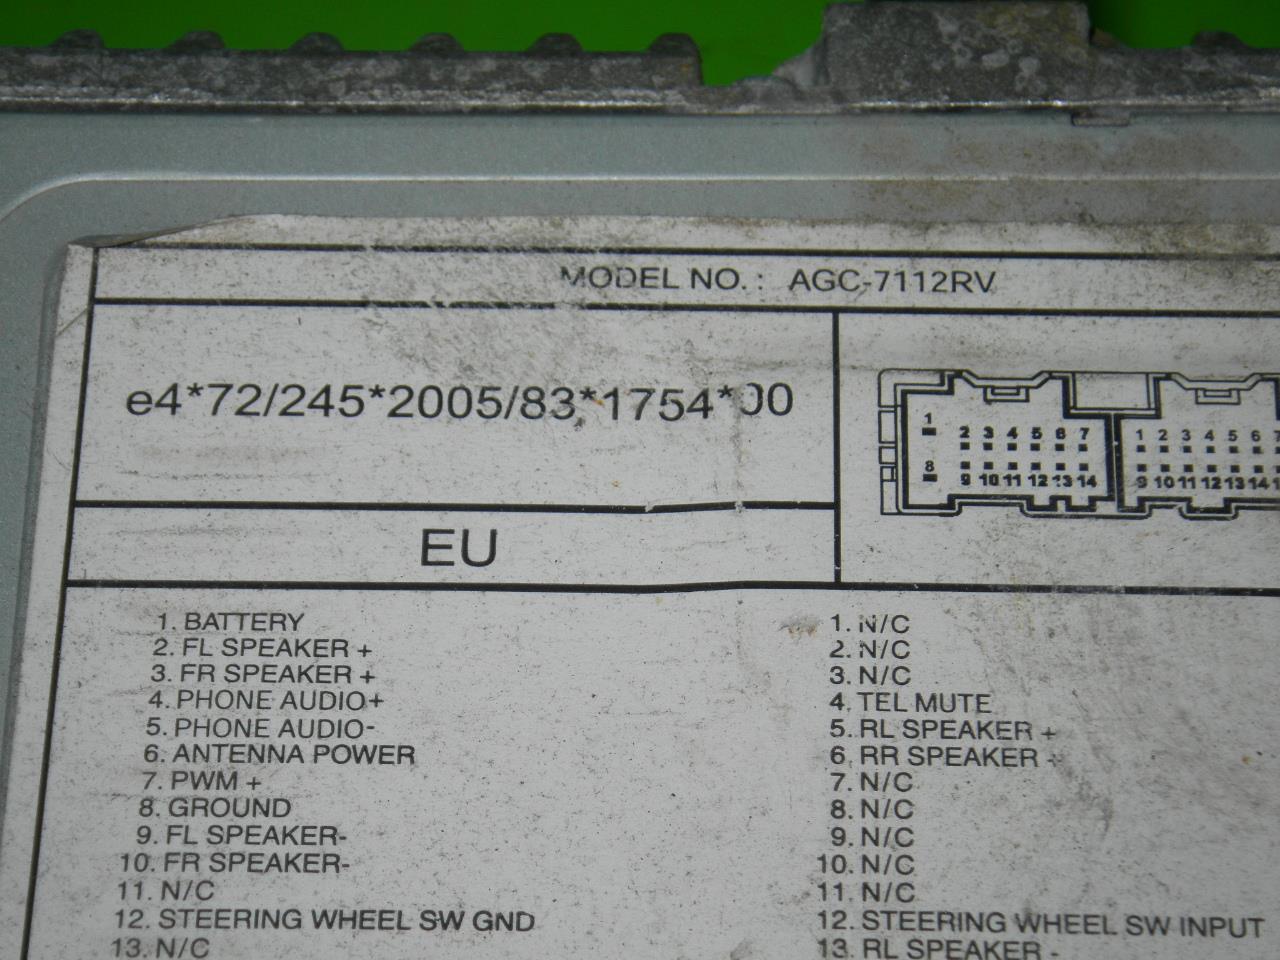 MODEL NO. : AGC-7112RV
e4*72/245*2005/83*1754*00
1
2 3 4 5 6 7
8
9 10 11 12 13 14
1 2 3 4 5 6 7
9 10 11 12 13 14
EU
1. BATTERY
2. FL SPEAKER +
3. FR SPEAKER +
4. PHONE AUDIO+
5. PHONE AUDIO-
6. ANTENNA POWER
7. PWM +
8. GROUND
9. FL SPEAKER-
10. FR SPEAKER-
11. N/C
12. STEERING WHEEL SW GND
13. N/C
1. N/C
2. N/C
3. N/C
4. TEL MUTE
5. RL SPEAKER +
6. RR SPEAKER +
7. N/C
8. N/C
9. N/C
10. N/C
11. N/C
12. STEERING WHEEL SW INPUT
13. RL SPEAKER -